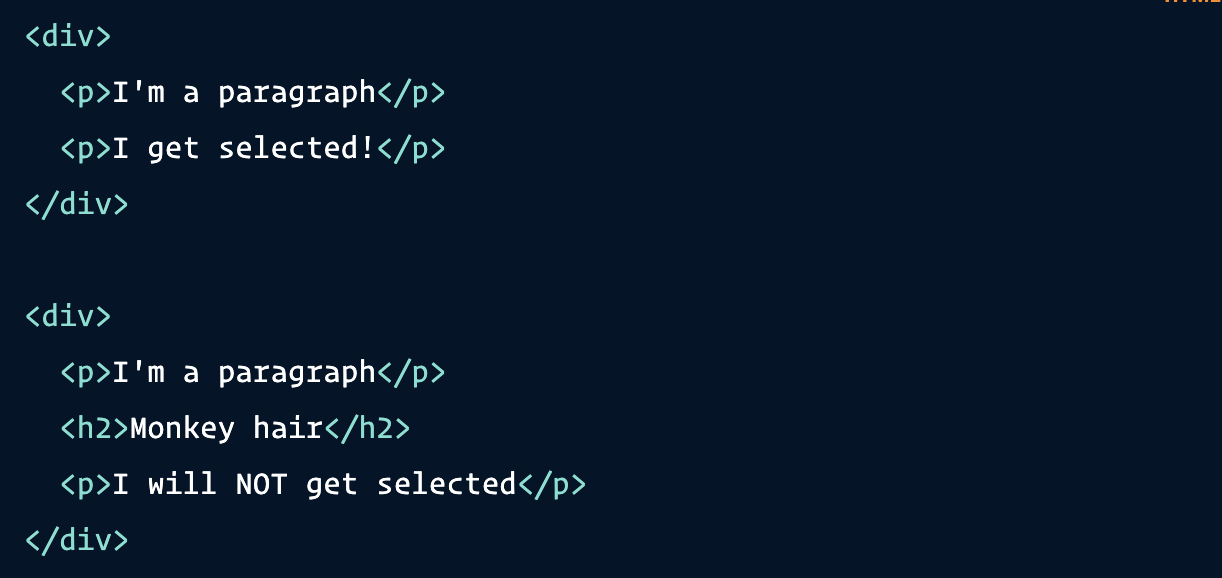 <div>
  <p>I'm a paragraph</p>
  <p>I get selected!</p>
</div>
<div>
  <p>I'm a paragraph</p>
  <h2>Monkey hair</h2>
  <p>I will NOT get selected</p>
</div>